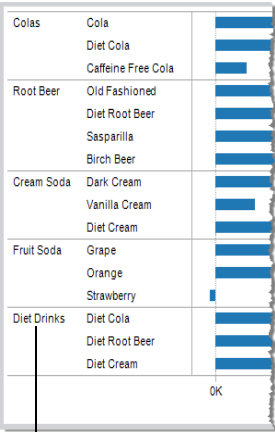 Colas Cola
Diet Cola
Caffeine Free Cola
Root Beer Old Fashioned
Diet Root Beer
Sasparilla
Birch Beer
Cream Soda Dark Cream
Vanilla Cream
Diet Cream
Fruit Soda Grape
Orange
Strawberry
Diet Drinks Diet Cola
Diet Root Beer
Diet Cream
0K